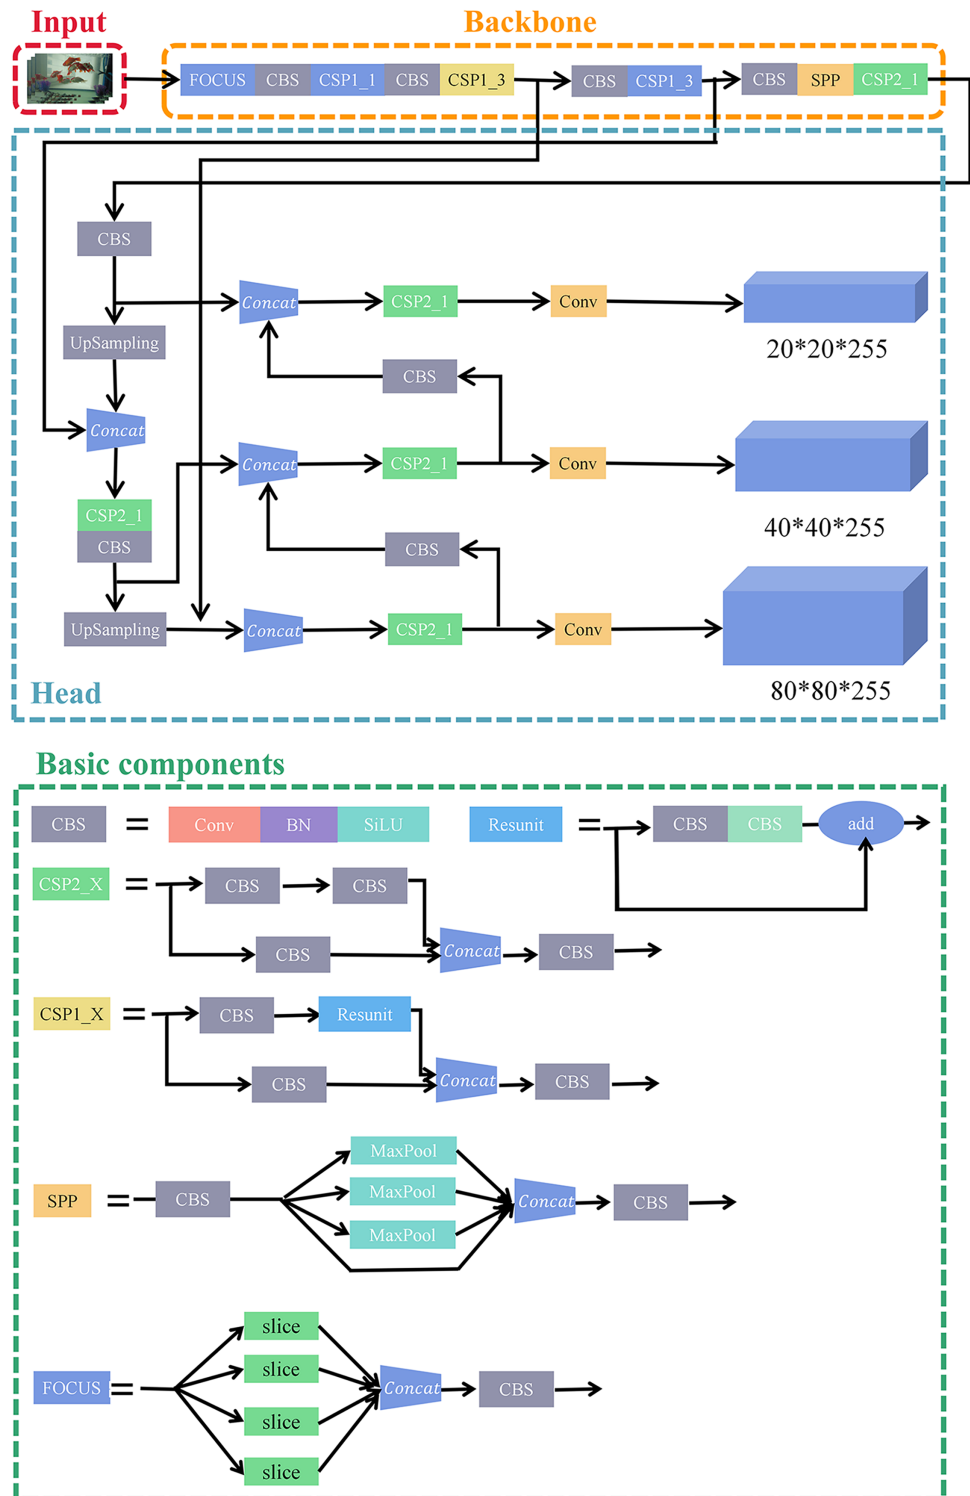 Input
Backbone
FOCUS CBS CSP1_1 CBS CSP1_3 CBS CSP1_3 CBS SPP CSP2_1
CBS
Concat CSP2_1 Conv
UpSampling
20*20*255
CBS
Concat
Concat CSP2_1 Conv
CSP2_1
40*40*255
CBS
CBS
UpSampling
Concat CSP2_1 Conv
Head
80*80*255
Basic components
CBS = Conv BN SiLU
Resunit = CBS CBS add
CSP2_X = CBS CBS
CBS Concat CBS
CSP1_X = CBS Resunit
CBS Concat CBS
MaxPool
SPP = CBS MaxPool Concat CBS
MaxPool
slice
slice
FOCUS = Concat CBS
slice
slice